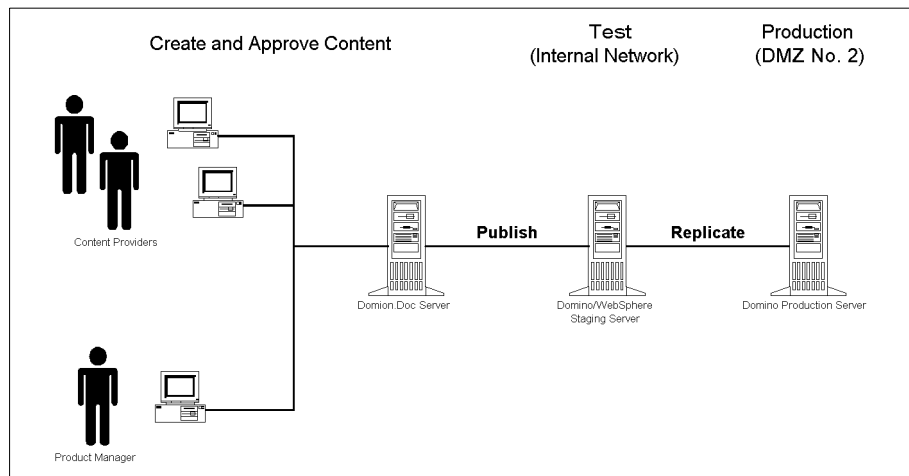 Create and Approve Content
Test
(Internal Network)
Production
(DMZ No. 2)
Content Providers
Publish
Replicate
Domion.Doc Server
Domino/WebSphere
Staging Server
Domino Production Server
Product Manager